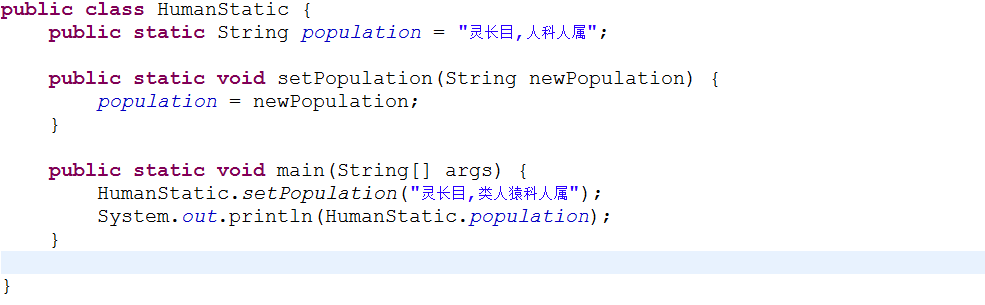 public class HumanStatic {
    public static String population = "灵长目,人科人属";
    public static void setPopulation(String newPopulation) {
        population = newPopulation;
    }
    public static void main(String[] args) {
        HumanStatic.setPopulation("灵长目,类人猿科人属");
        System.out.println(HumanStatic.population);
    }
}